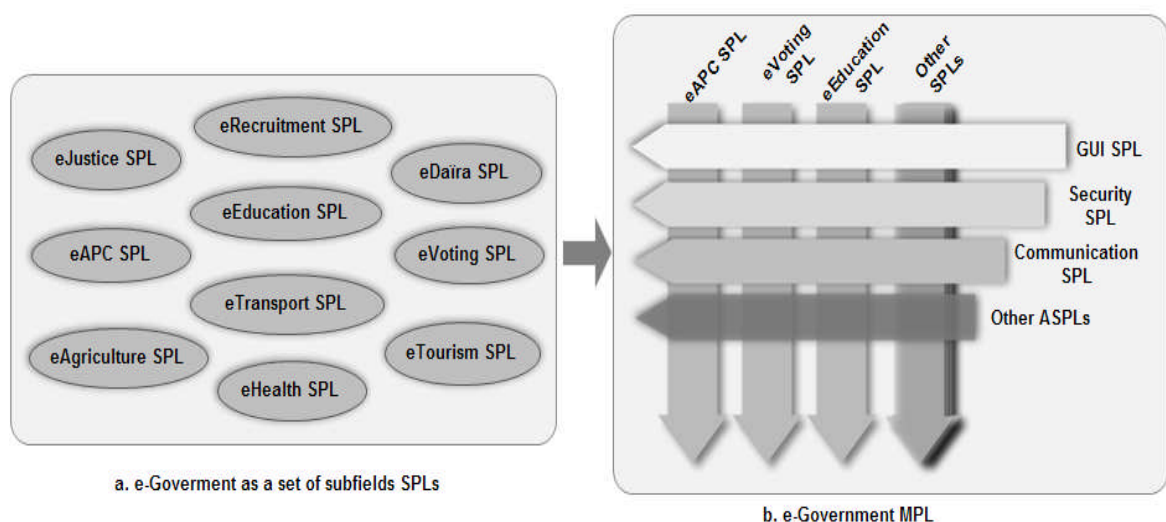 eRecruitment SPL
eJustice SPL
eDaïra SPL
eEducation SPL
eAPC SPL
eVoting SPL
eTransport SPL
eAgriculture SPL
eTourism SPL
eHealth SPL
a. e-Goverment as a set of subfields SPLs
eAPC SPL
eVoting
SPL
eEducation
SPL
Other
SPLs
GUI SPL
Security
SPL
Communication
SPL
Other ASPLs
b. e-Government MPL